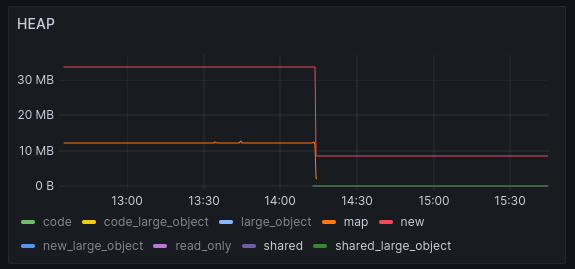 HEAP
30 MB
20 MB
10 MB
0 B
13:00 13:30 14:00 14:30 15:00 15:30
code code_large_object large_object map new
new_large_object read_only shared shared_large_object